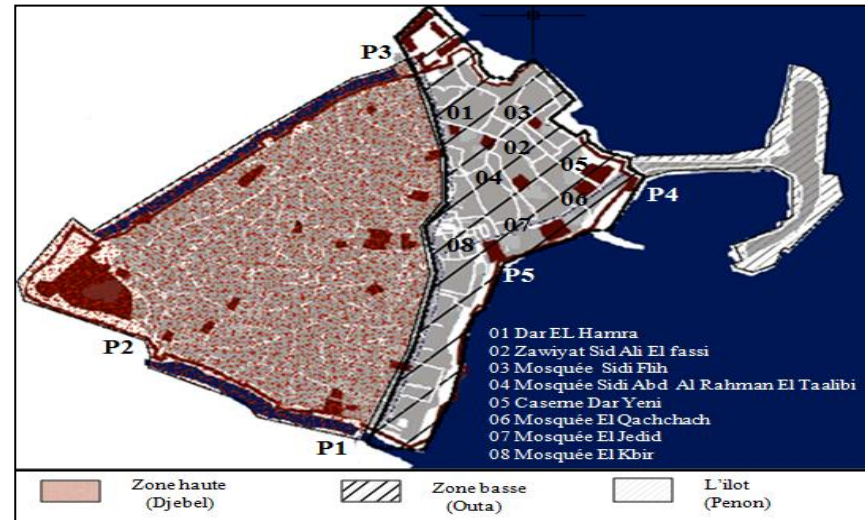 P3
01
03
02
05
04
06
P4
07
08
P5
P2
P1
01 Dar EL Hamra
02 Zawiyat Sid Ali El fassi
03 Mosquée Sidi Flih
04 Mosquée Sidi Abd Al Rahman El Taalibi
05 Caserne Dar Yeni
06 Mosquée El Qachchach
07 Mosquée El Jedid
08 Mosquée El Kbir
Zone haute
(Djebel)
Zone basse
(Outa)
L'ilot
(Penon)